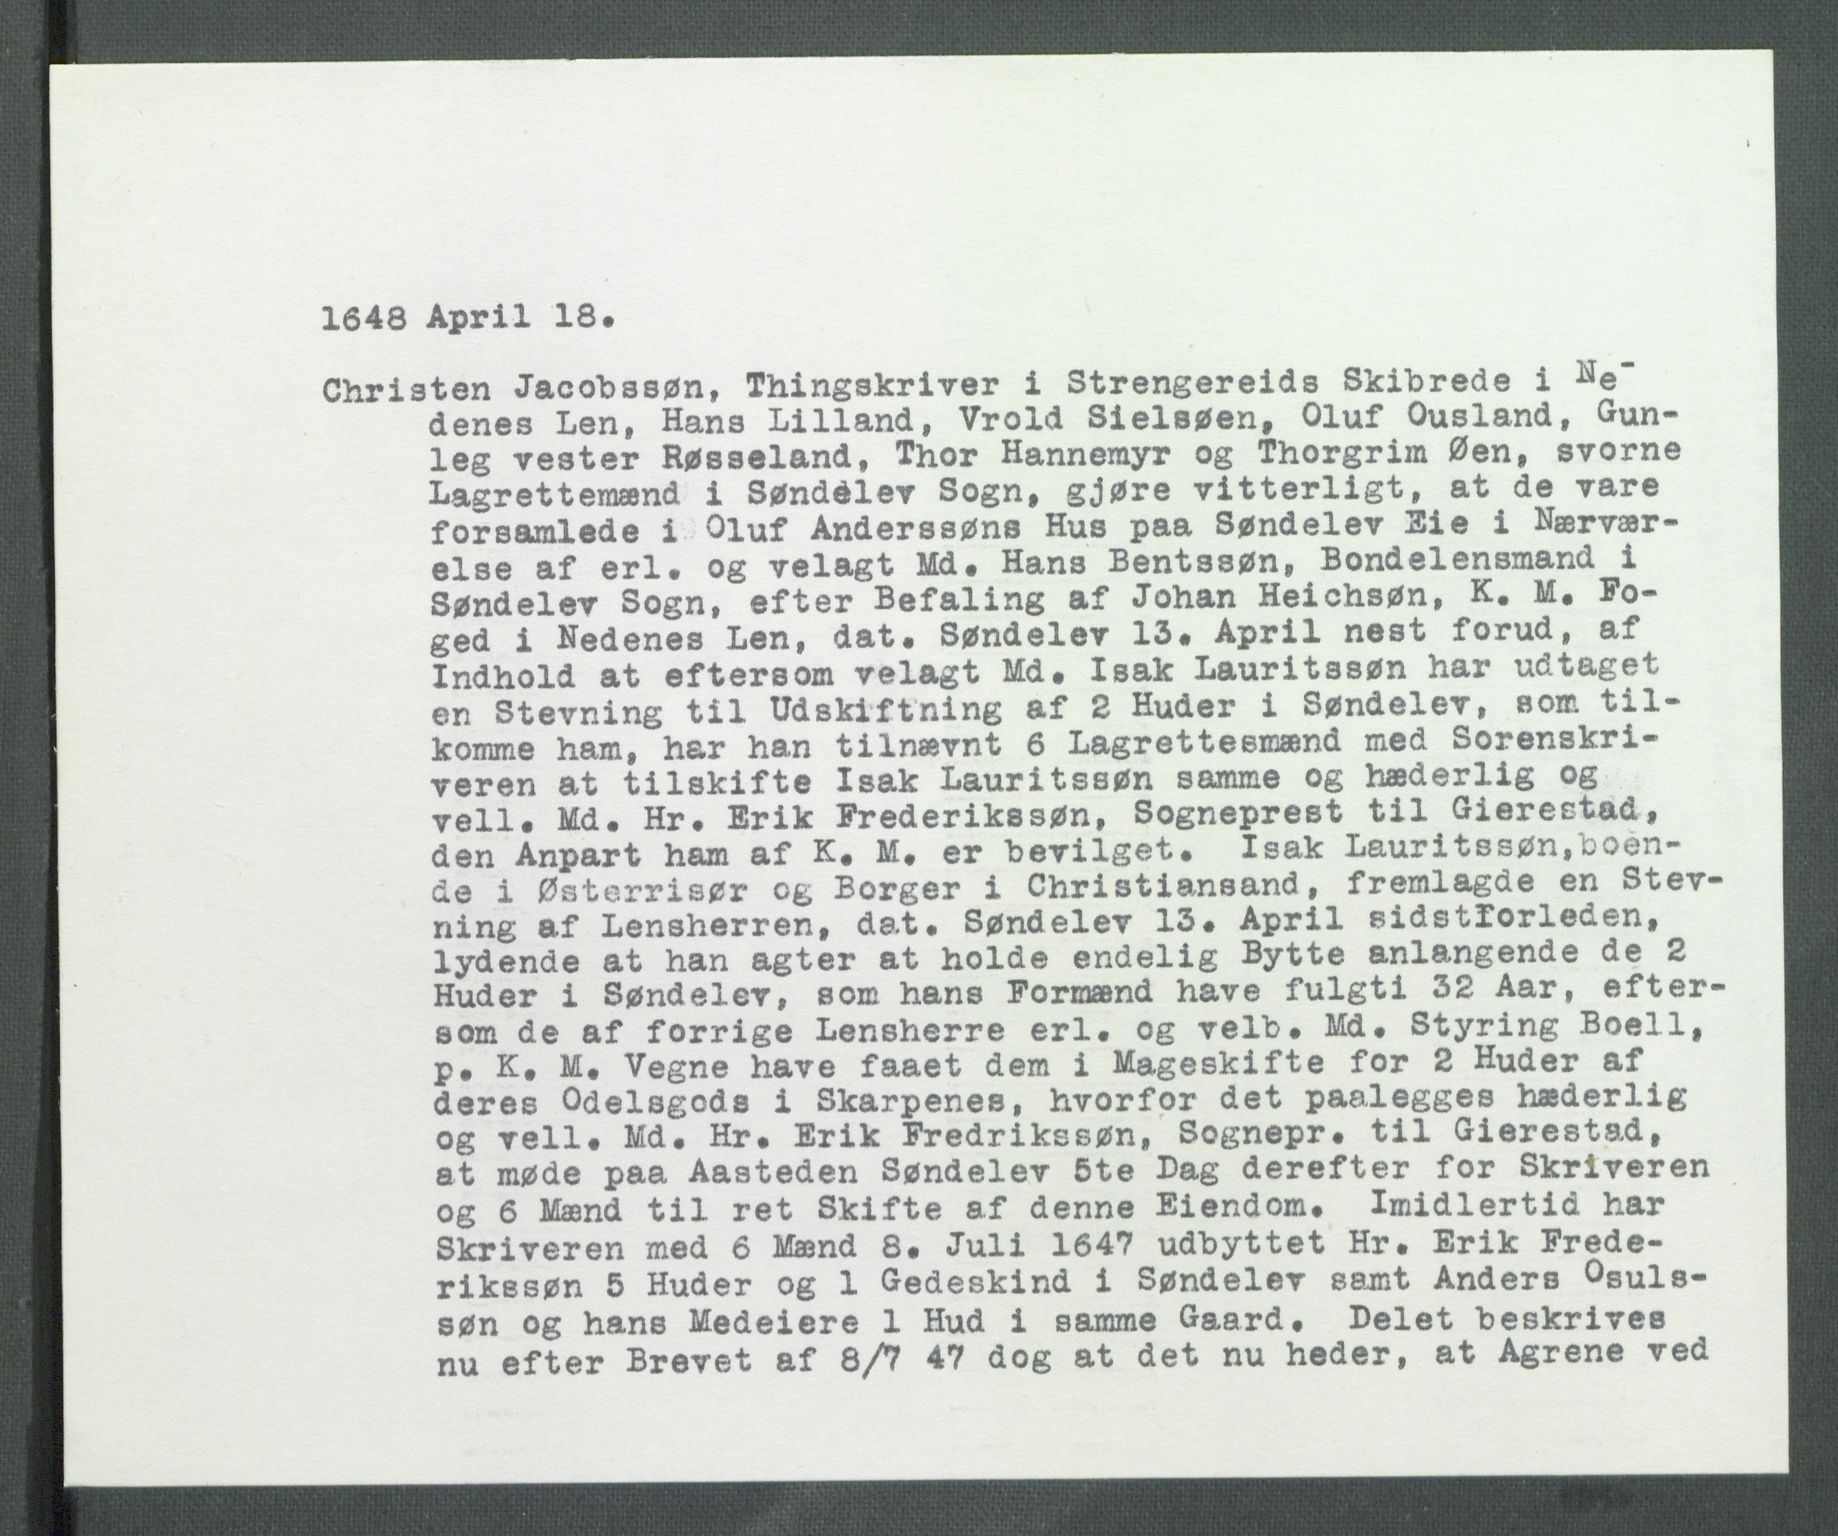 1648 April 18.
Christen Jacobssøn, Thingskriver i Strengereids Skibrede i Ne-
denes Len, Hans Lilland, Vrold Sielsøen, Oluf Ousland, Gun-
leg vester Røsseland, Thor Hannemyr og Thorgrim Øen, svorne
Lagrettemænd i Søndelev Sogn, gjøre vitterligt, at de vare
forsamlede i Oluf Anderssøns Hus paa Søndelev Eie i Nærvær-
else af erl. og velagt Md. Hans Bentssøn, Bondelensmand i
Søndelev Sogn, efter Befaling af Johan Heichsøn, K. M. Fo-
ged i Nedenes Len, dat. Søndelev 13. April nest forud, af
Indhold at eftersom velagt Md. Isak Lauritssøn har udtaget
en Stevning til Udskiftning af 2 Huder i Søndelev, som til-
komme ham, har han tilnævnt 6 Lagrettesmænd med Sorenskri-
veren at tilskifte Isak Lauritssøn samme og hæderlig og
vell. Md. Hr. Erik Frederikssøn, Sogneprest til Gierestad,
den Anpart ham af K. M. er bevilget. Isak Lauritssøn,boen-
de i Østerrisør og Borger i Christiansand, fremlagde en Stev-
ning af Lensherren, dat. Søndelev 13. April sidstforleden,
lydende at han agter at holde endelig Bytte anlangende de 2
Huder i Søndelev, som hans Formænd have fulgti 32 Aar, efter-
som de af forrige Lensherre erl. og velb. Md. Styring Boell,
p. K. M. Vegne have faaet dem i Mageskifte for 2 Huder af
deres Odelsgods i Skarpenes, hvorfor det paalegges hæderlig
og vell. Md. Hr. Erik Fredrikssøn, Sognepr. til Gierestad,
at møde paa Aasteden Søndelev 5te Dag derefter for Skriveren
og 6 Mænd til ret Skifte af denne Eiendom. Imidlertid har
Skriveren med 6 Mænd 8. Juli 1647 udbyttet Hr. Erik Frede-
rikssøn 5 Huder og 1 Gedeskind i Søndelev samt Anders Osuls-
søn og hans Medeiere 1 Hud i samme Gaard. Delet beskrives
nu efter Brevet af 8/7 47 dog at det nu heder, at Agrene ved